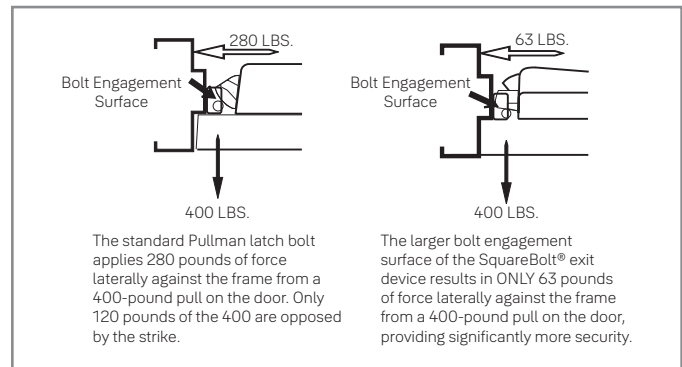 280 LBS.
Bolt Engagement
Surface
400 LBS.
The standard Pullman latch bolt
applies 280 pounds of force
laterally against the frame from a
400-pound pull on the door. Only
120 pounds of the 400 are opposed
by the strike.
63 LBS.
Bolt Engagement
Surface
400 LBS.
The larger bolt engagement
surface of the SquareBolt® exit
device results in ONLY 63 pounds
of force laterally against the frame
from a 400-pound pull on the door,
providing significantly more security.